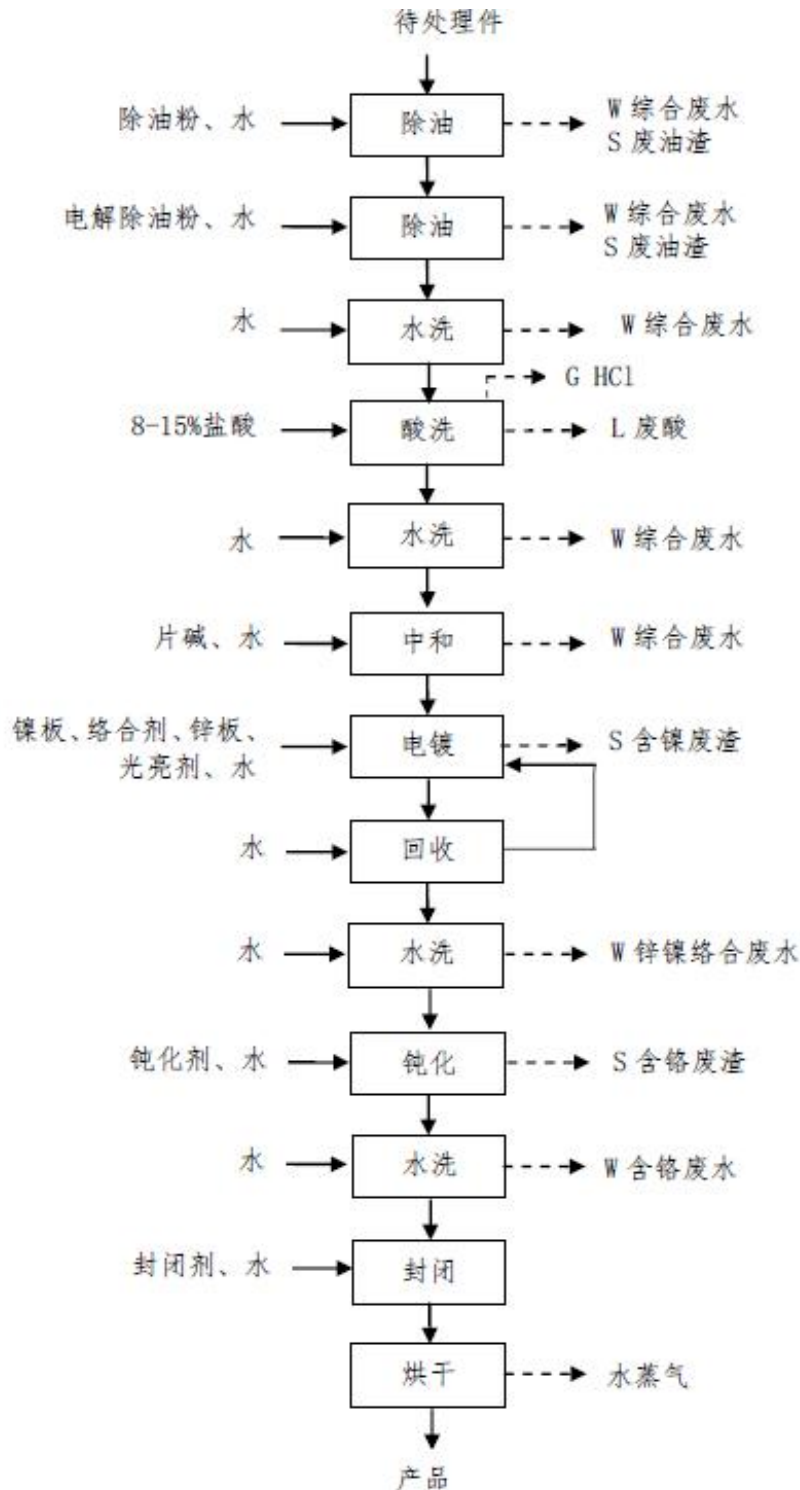 待处理件
除油粉、水
除油
W 综合废水
S 废油渣
电解除油粉、水
除油
W 综合废水
S 废油渣
水
水洗
W 综合废水
G HCl
8-15%盐酸
酸洗
L 废酸
水
水洗
W 综合废水
片碱、水
中和
W 综合废水
镍板、络合剂、锌板、
光亮剂、水
电镀
S 含镍废渣
水
回收
水
水洗
W 锌镍络合废水
钝化剂、水
钝化
S 含铬废渣
水
水洗
W 含铬废水
封闭剂、水
封闭
烘干
水蒸气
产品